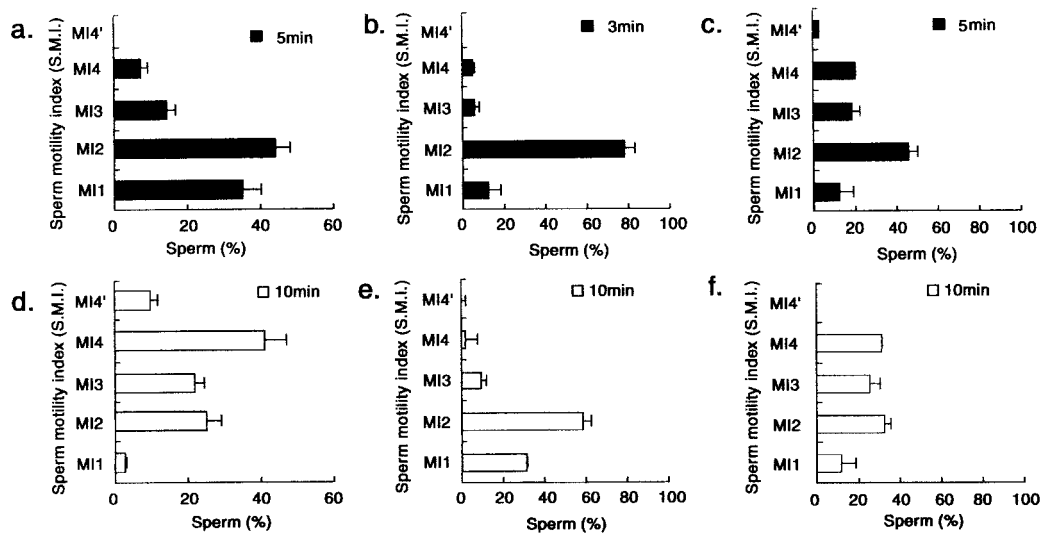 a.
Sperm motility index (S.M.I.)
MI4'
MI4
MI3
MI2
MI1
5min
0 20 40 60
Sperm (%)
b.
Sperm motility index (S.M.I.)
MI4'
MI4
MI3
MI2
MI1
3min
0 20 40 60 80 100
Sperm (%)
c.
Sperm motility index (S.M.I.)
MI4'
MI4
MI3
MI2
MI1
5min
0 20 40 60 80 100
Sperm (%)
d.
Sperm motility index (S.M.I.)
MI4'
MI4
MI3
MI2
MI1
10min
0 20 40 60
Sperm (%)
e.
Sperm motility index (S.M.I.)
MI4'
MI4
MI3
MI2
MI1
10min
0 20 40 60 80 100
Sperm (%)
f.
Sperm motility index (S.M.I.)
MI4'
MI4
MI3
MI2
MI1
10min
0 20 40 60 80 100
Sperm (%)